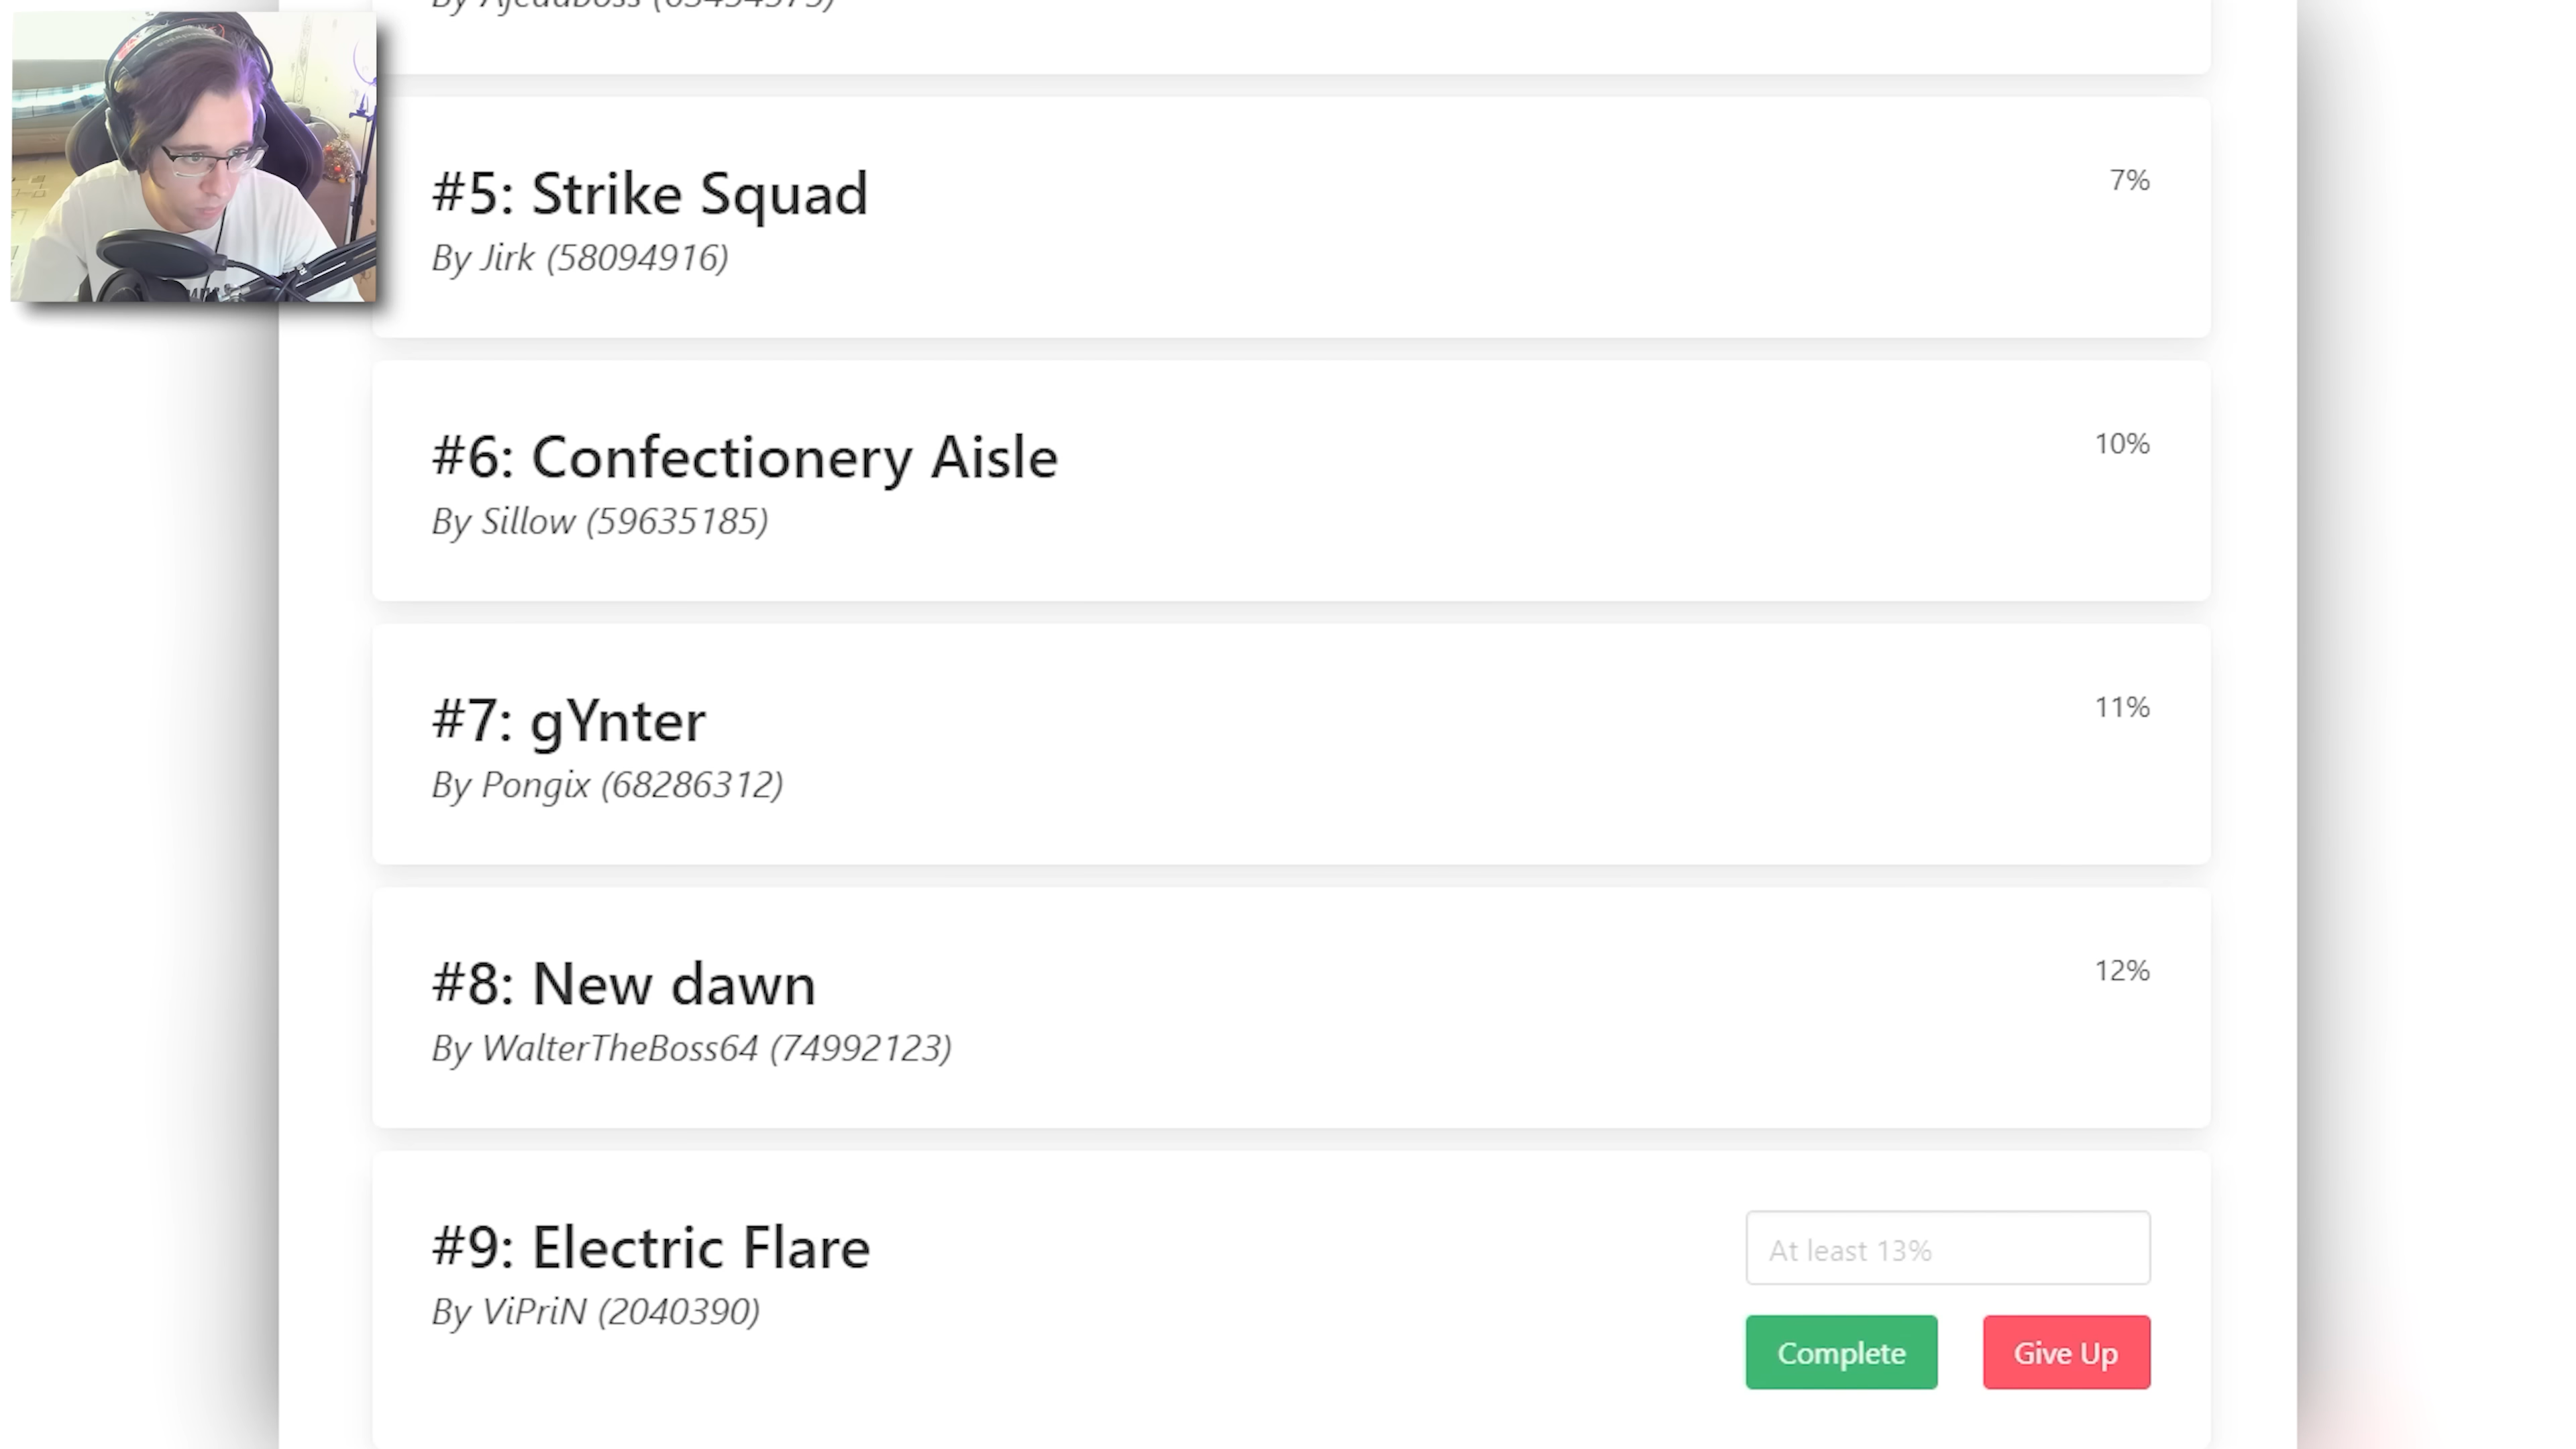 #5: Strike Squad
7%
By Jirk (58094916)
#6: Confectionery Aisle
10%
By Sillow (59635185)
#7: gYnter
11%
By Pongix (68286312)
#8: New dawn
12%
By WalterTheBoss64 (74992123)
#9: Electric Flare
At least 13%
By ViPriN (2040390)
Complete
Give Up